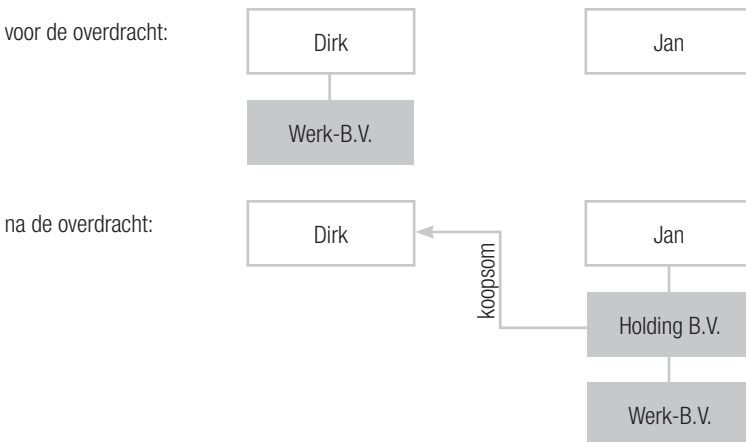 voor de overdracht:
Dirk
Jan
Werk-B.V.
na de overdracht:
Dirk
Jan
koopsom
Holding B.V.
Werk-B.V.